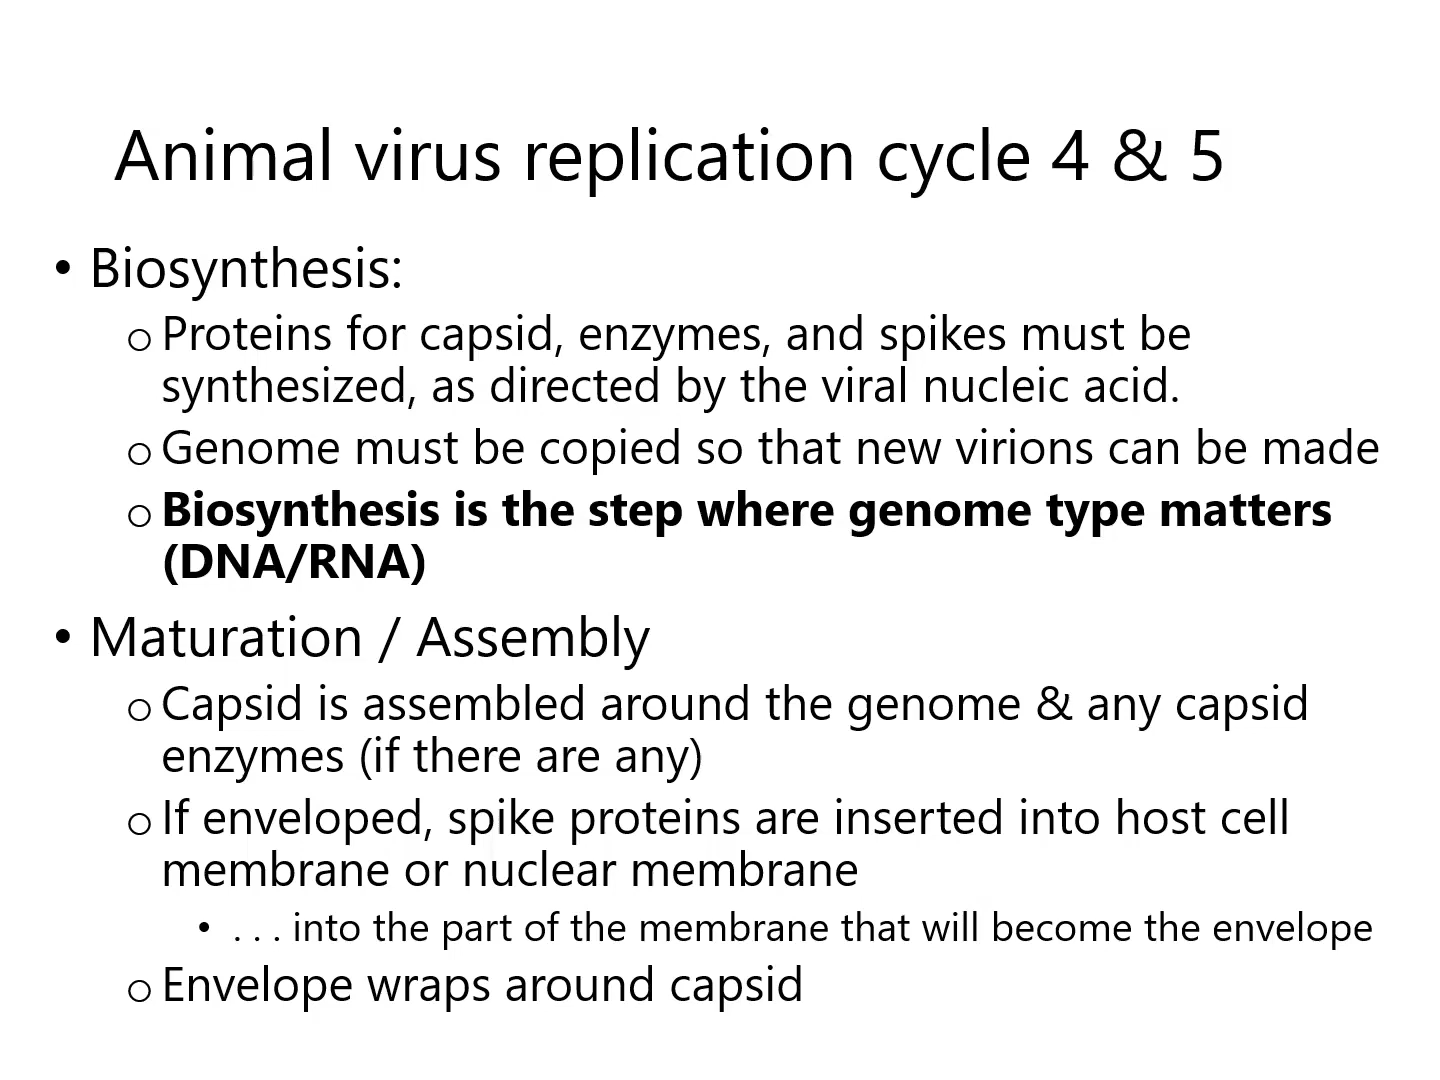 Animal virus replication cycle 4 & 5
• Biosynthesis:
o Proteins for capsid, enzymes, and spikes must be
synthesized, as directed by the viral nucleic acid.
o Genome must be copied so that new virions can be made
o Biosynthesis is the step where genome type matters
(DNA/RNA)
• Maturation / Assembly
o Capsid is assembled around the genome & any capsid
enzymes (if there are any)
o If enveloped, spike proteins are inserted into host cell
membrane or nuclear membrane
• . . . into the part of the membrane that will become the envelope
o Envelope wraps around capsid